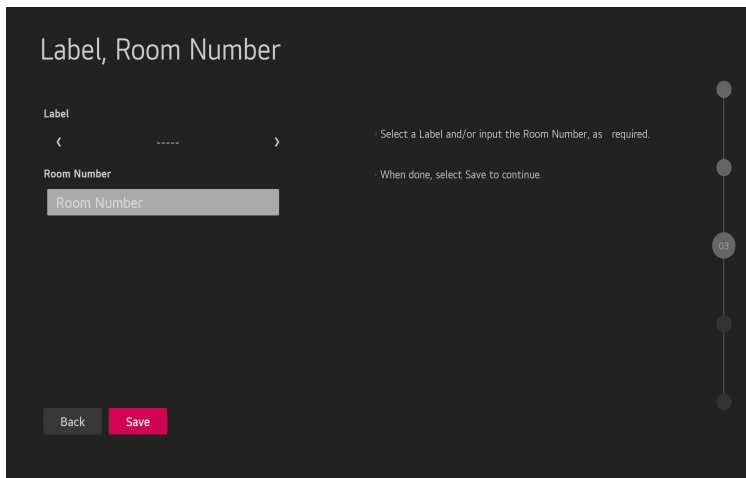 Label, Room Number
Label
‹ ----- ›
Room Number
Room Number
· Select a Label and/or input the Room Number, as required.
· When done, select Save to continue.
03
Back
Save